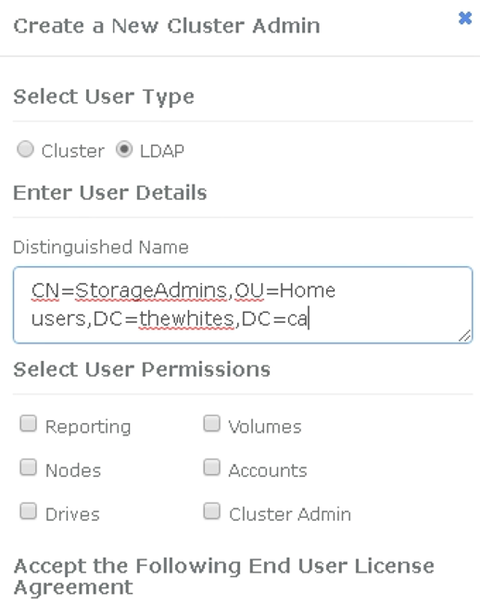 Create a New Cluster Admin
Select User Type
Cluster LDAP
Enter User Details
Distinguished Name
CN=StorageAdmins,OU=Home
users,DC=thewhites,DC=ca
Select User Permissions
Reporting Volumes
Nodes Accounts
Drives Cluster Admin
Accept the Following End User License
Agreement